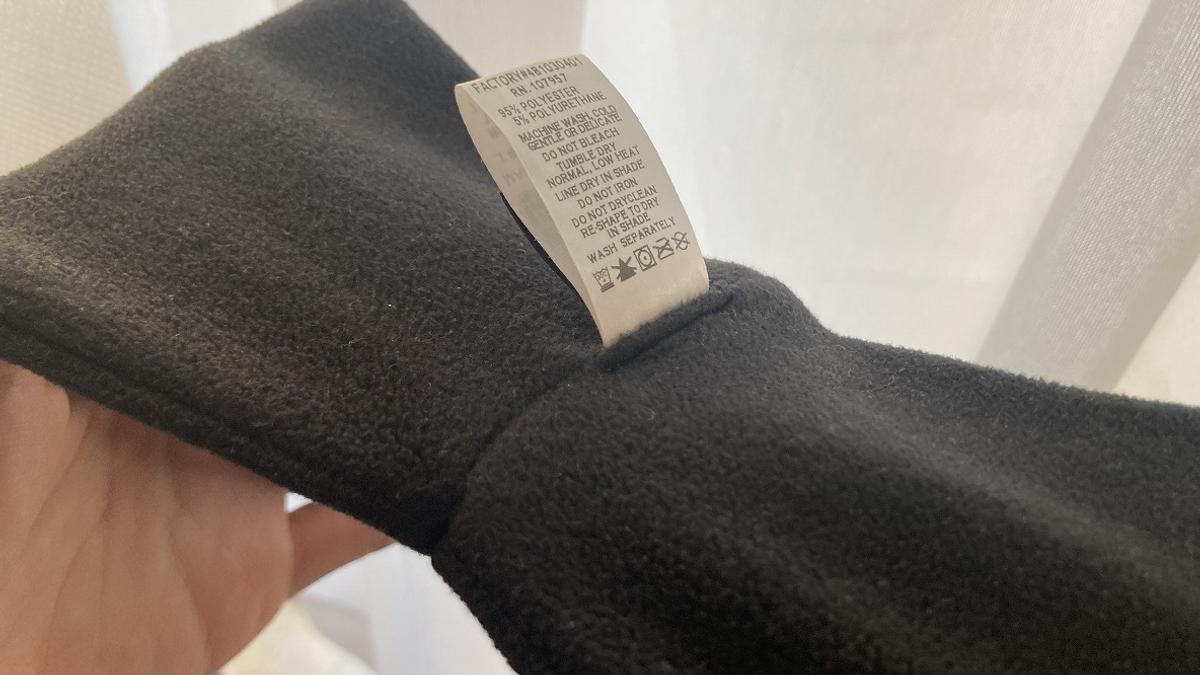 FACTORY#4B1030401
RN. 107957
95% POLYESTER
5% POLYURETHANE
MACHINE WASH, COLD
GENTLE OR DELICATE.
DO NOT BLEACH
TUMBLE DRY
NORMAL, LOW HEAT
LINE DRY IN SHADE
DO NOT IRON
DO NOT DRYCLEAN
RE-SHAPE TO DRY
IN SHADE
WASH SEPARATELY